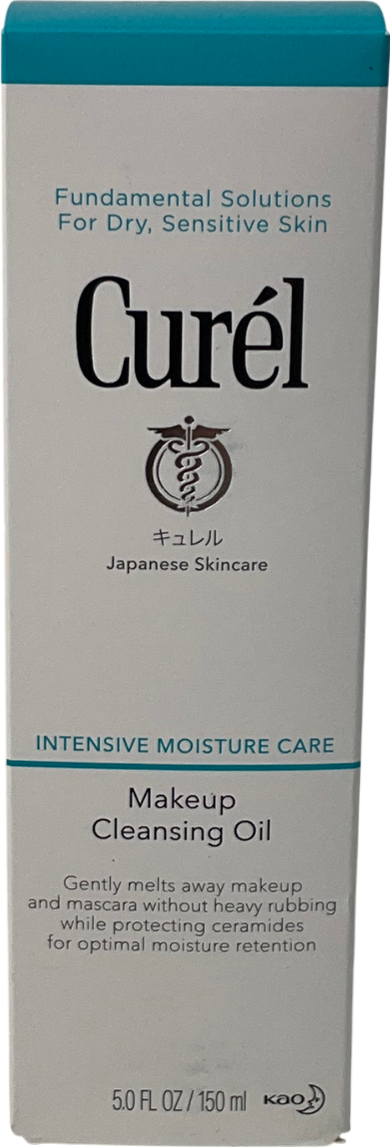 Fundamental Solutions
For Dry, Sensitive Skin
Curél
キュレル
Japanese Skincare
INTENSIVE MOISTURE CARE
Makeup
Cleansing Oil
Gently melts away makeup
and mascara without heavy rubbing
while protecting ceramides
for optimal moisture retention
5.0 FL OZ / 150 ml kao